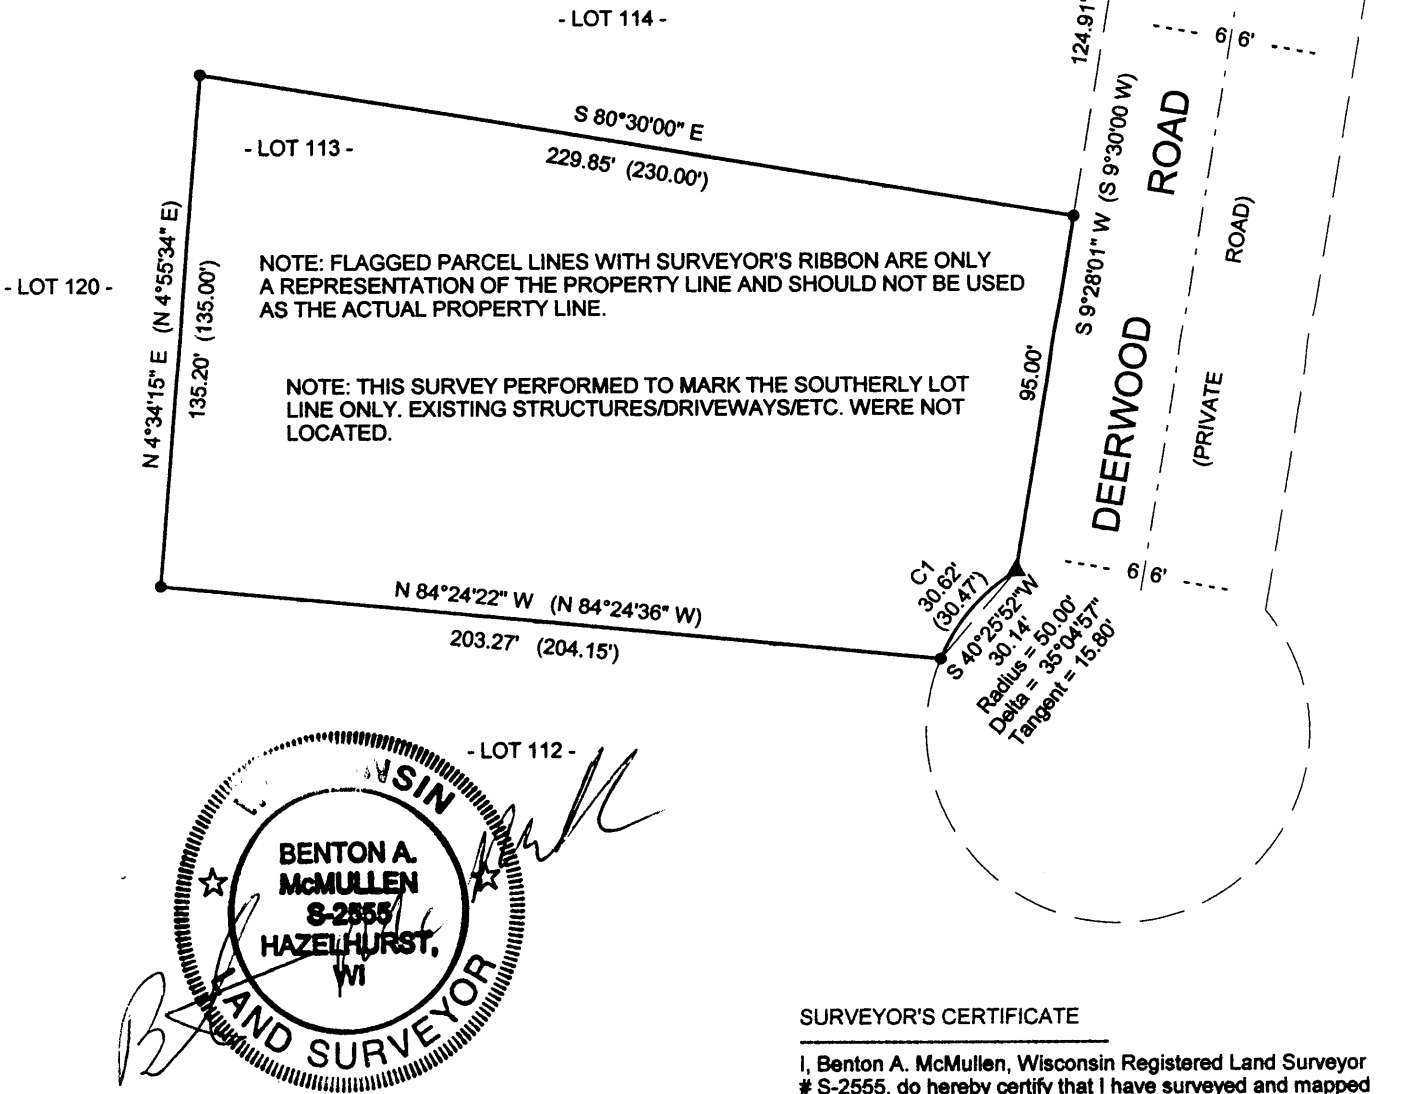 - LOT 114 -
124.91'
6 6'
S 80°30'00" E
229.85' (230.00')
- LOT 113 -
ROAD
S 9°28'01" W (S 9°30'00 W)
ROAD)
N 4°34'15" E (N 4°55'34" E)
135.20' (135.00')
- LOT 120 -
NOTE: FLAGGED PARCEL LINES WITH SURVEYOR'S RIBBON ARE ONLY
A REPRESENTATION OF THE PROPERTY LINE AND SHOULD NOT BE USED
AS THE ACTUAL PROPERTY LINE.
95.00'
DEERWOOD
(PRIVATE
NOTE: THIS SURVEY PERFORMED TO MARK THE SOUTHERLY LOT
LINE ONLY. EXISTING STRUCTURES/DRIVEWAYS/ETC. WERE NOT
LOCATED.
C1
30.62'
(30.47')
6 6'
N 84°24'22" W (N 84°24'36" W)
203.27' (204.15')
S 40°25'52"W
30.14'
Radius = 50.00'
Delta = 35°04'57"
Tangent = 15.80'
- LOT 112 -
NSIN
BENTON A.
McMULLEN
S-2555
HAZELHURST,
WI
LAND SURVEYOR
SURVEYOR'S CERTIFICATE
I, Benton A. McMullen, Wisconsin Registered Land Surveyor
# S-2555, do hereby certify that I have surveyed and mapped